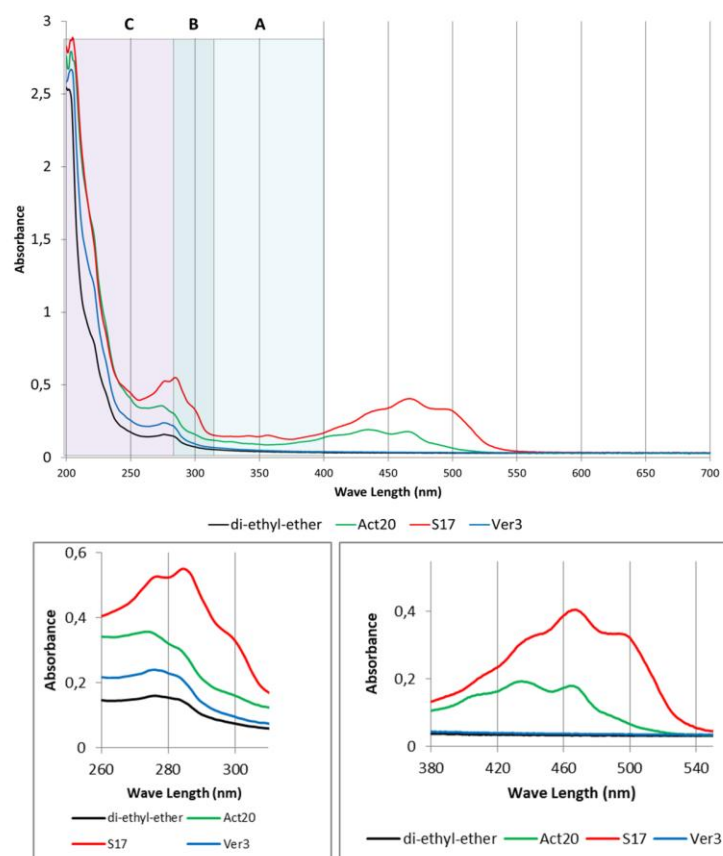 C B A
3
2,5
2
1,5
1
0,5
0
Absorbance
200 250 300 350 400 450 500 550 600 650 700
Wave Length (nm)
di-ethyl-ether Act20 S17 Ver3
0,6
0,4
0,2
0
Absorbance
260 280 300
Wave Length (nm)
di-ethyl-ether Act20
S17 Ver3
0,4
0,2
0
Absorbance
380 420 460 500 540
Wave Length (nm)
di-ethyl-ether Act20 S17 Ver3